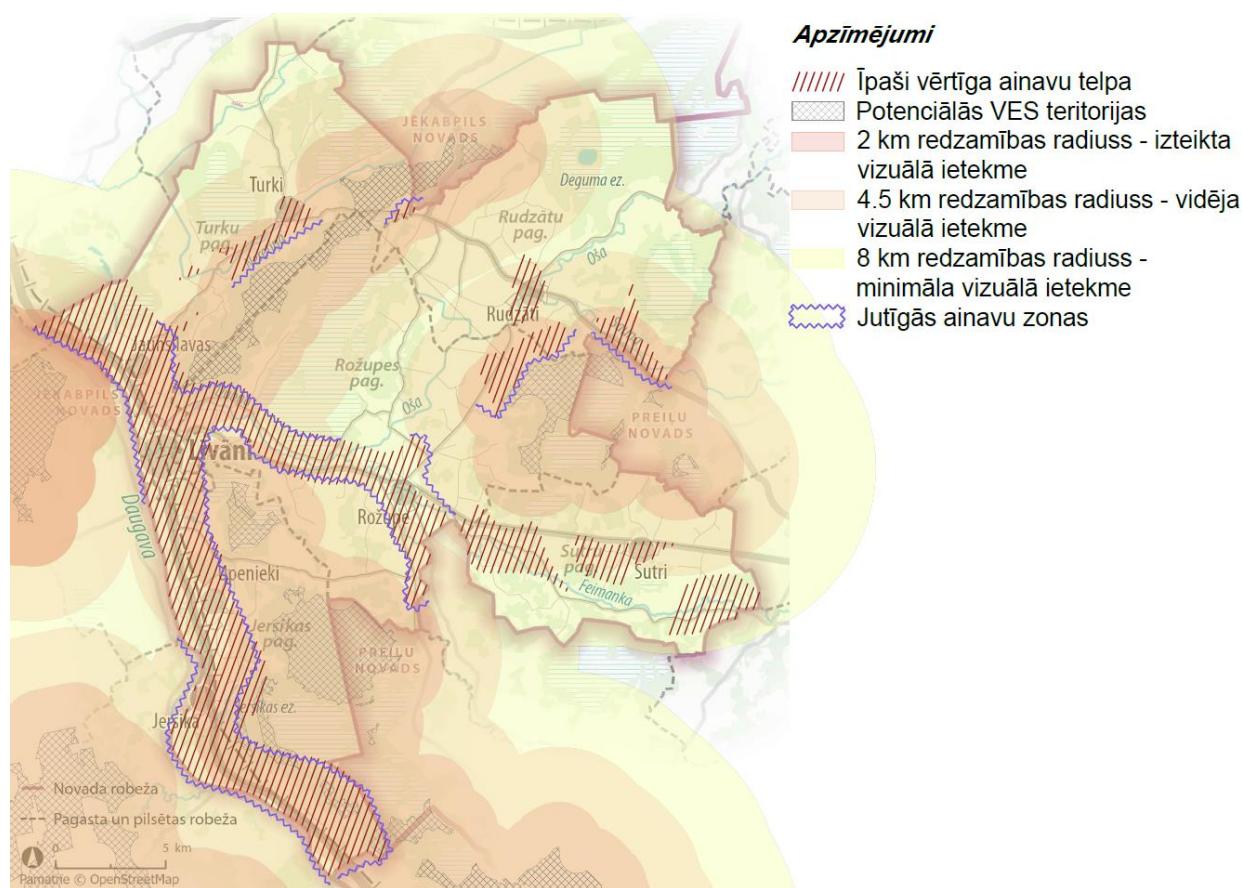 Apzīmējumi
Īpaši vērtīga ainavu telpa
Potenciālās VES teritorijas
2 km redzamības radiuss - izteikta
vizuālā ietekme
4.5 km redzamības radiuss - vidēja
vizuālā ietekme
8 km redzamības radiuss -
minimāla vizuālā ietekme
Jutīgās ainavu zonas
JĒKABPILS
NOVADS
Turki
Deguma ez.
Turku
pag.
Rudzātu
pag.
Oša
Rudzāti
Rožupes
pag.
JĒKABPILS
NOVADS
Oša
PREIĻU
NOVADS
Līvāni
Daugava
Rožupe
Sutru
pag.
Sutri
Feimanka
Jersikas
pag.
PREIĻU
NOVADS
Jersika
Jersikas ez.
Novada robeža
Pagasta un pilsētas robeža
0 5 km
Pamatne © OpenStreetMap